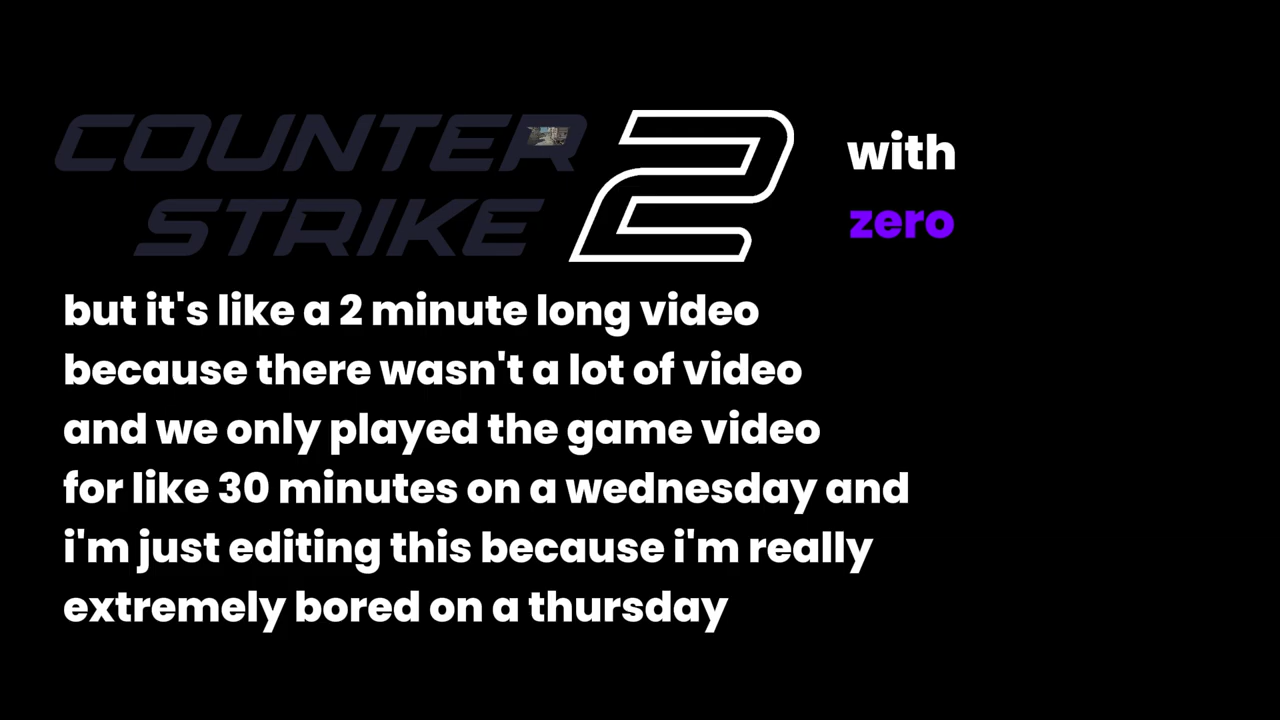 COUNTER
STRIKE
2
with
zero
but it's like a 2 minute long video
because there wasn't a lot of video
and we only played the game video
for like 30 minutes on a wednesday and
i'm just editing this because i'm really
extremely bored on a thursday